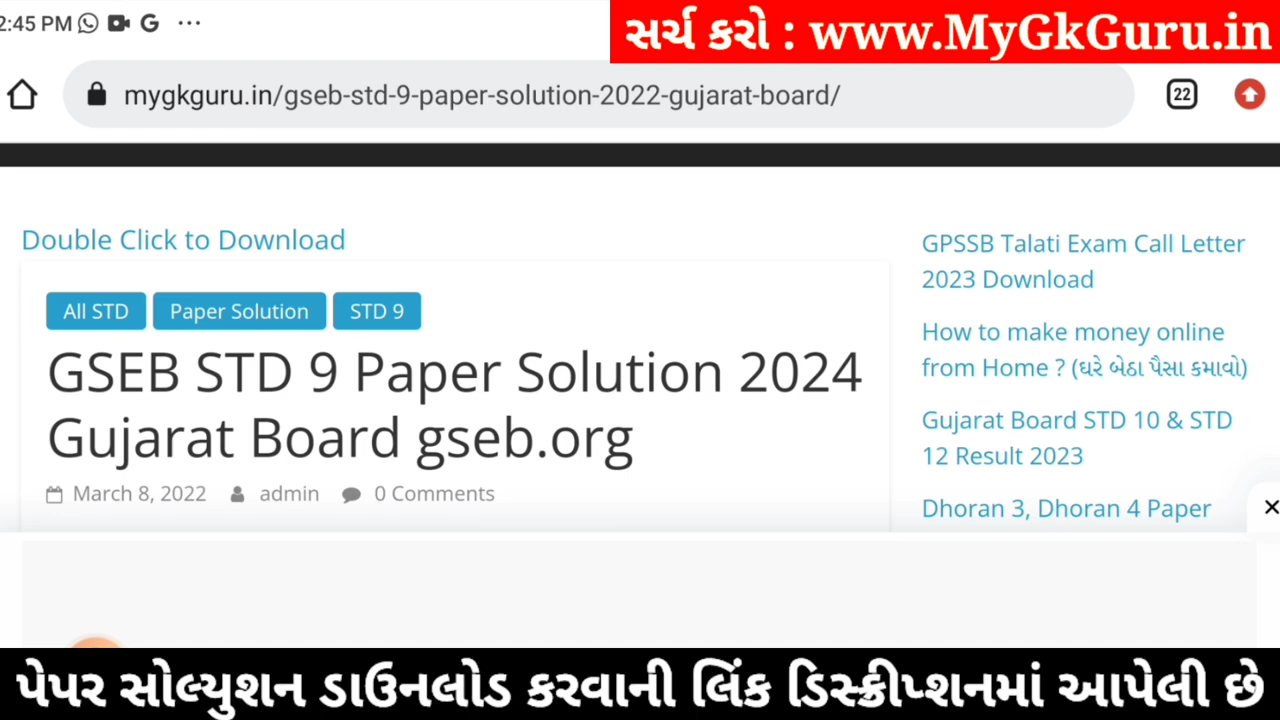 2:45 PM
સર્ચ કરો : www.MyGkGuru.in
mygkguru.in/gseb-std-9-paper-solution-2022-gujarat-board/
22
Double Click to Download
All STD
Paper Solution
STD 9
GSEB STD 9 Paper Solution 2024
Gujarat Board gseb.org
March 8, 2022 admin 0 Comments
GPSSB Talati Exam Call Letter
2023 Download
How to make money online
from Home ? (ઘરે બેઠા પૈસા કમાવો)
Gujarat Board STD 10 & STD
12 Result 2023
Dhoran 3, Dhoran 4 Paper
પેપર સોલ્યુશન ડાઉનલોડ કરવાની લિંક ડિસ્ક્રીપ્શનમાં આપેલી છે